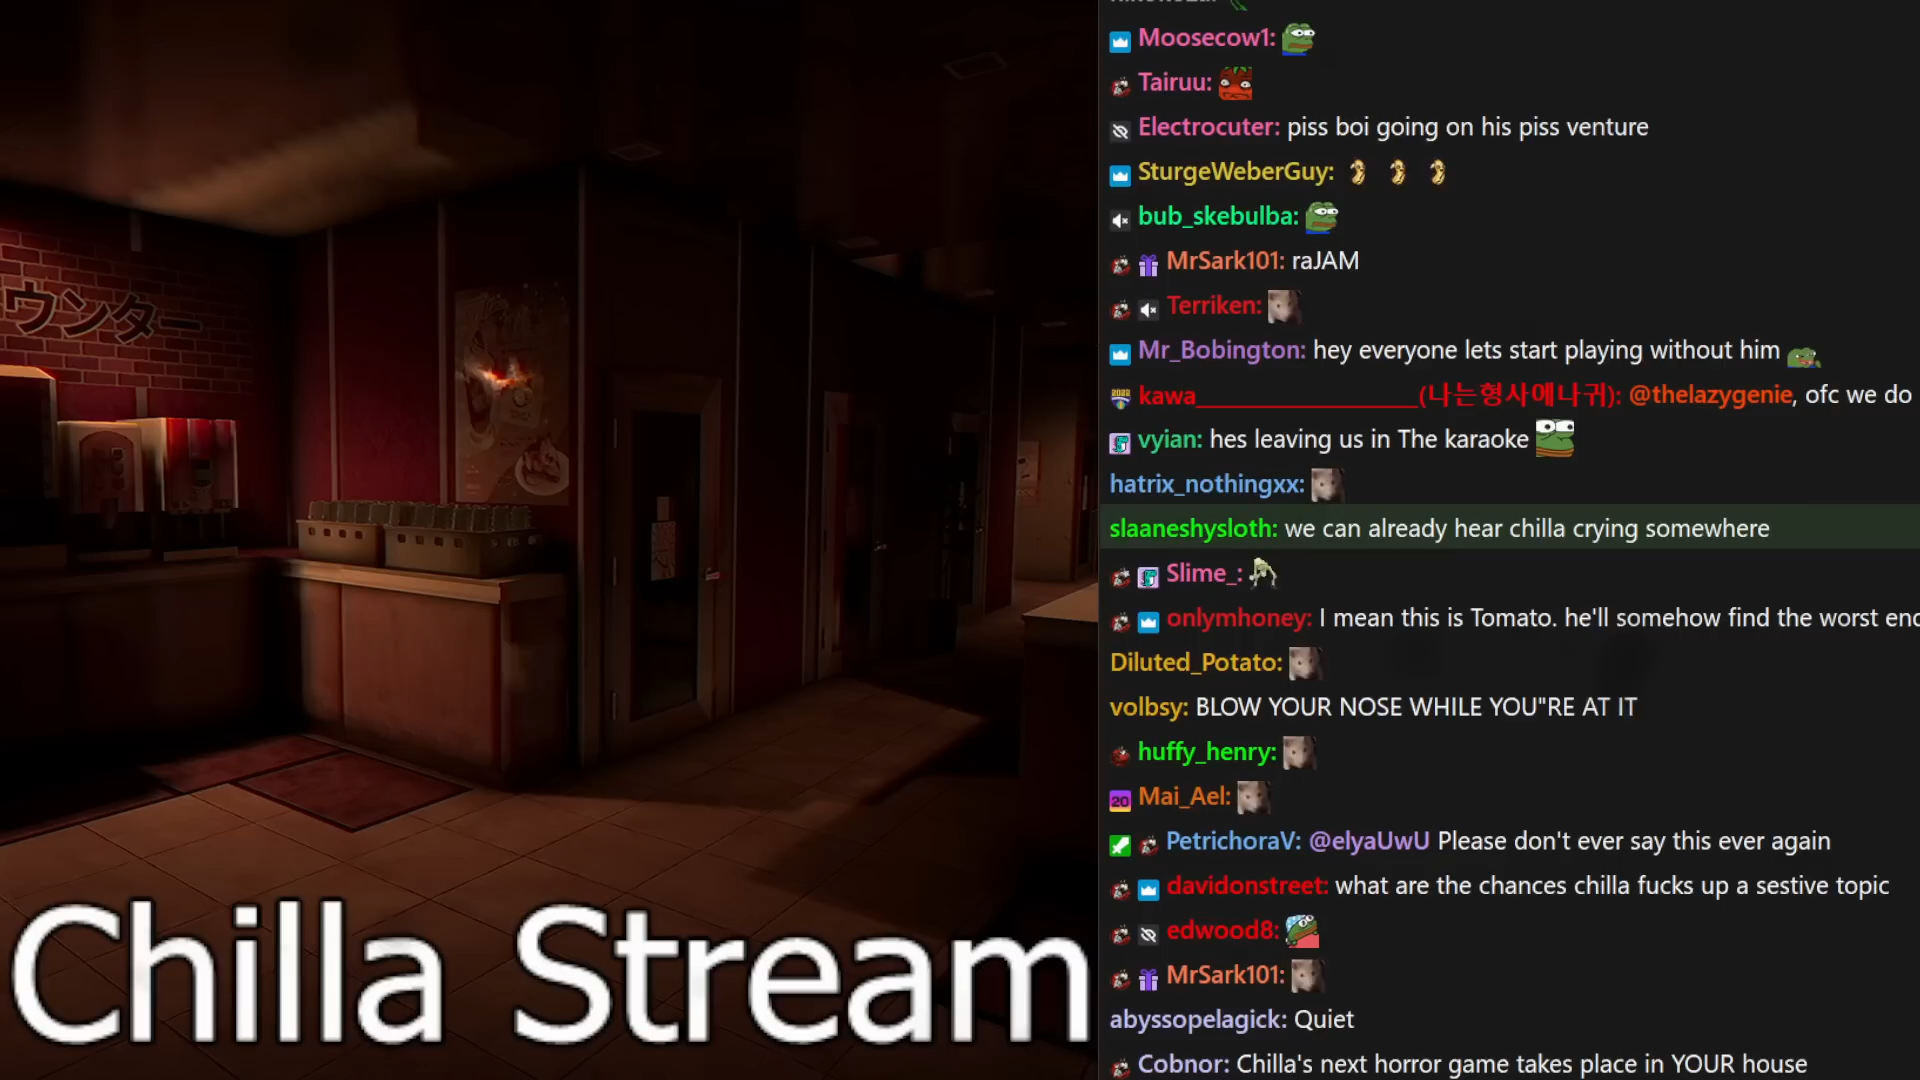 ウンター
Chilla Stream
Moosecow1:
Tairuu:
Electrocuter: piss boi going on his piss venture
SturgeWeberGuy:
bub_skebulba:
MrSark101: raJAM
Terriken:
Mr_Bobington: hey everyone lets start playing without him
kawa__________________(나는형사에나귀): @thelazygenie, ofc we do
vyian: hes leaving us in The karaoke
hatrix_nothingxx:
slaaneshysloth: we can already hear chilla crying somewhere
Slime_:
onlymhoney: I mean this is Tomato. he'll somehow find the worst end
Diluted_Potato:
volbsy: BLOW YOUR NOSE WHILE YOU"RE AT IT
huffy_henry:
20 Mai_Ael:
PetrichoraV: @elyaUwU Please don't ever say this ever again
davidonstreet: what are the chances chilla fucks up a sestive topic
edwood8:
MrSark101:
abyssopelagick: Quiet
Cobnor: Chilla's next horror game takes place in YOUR house